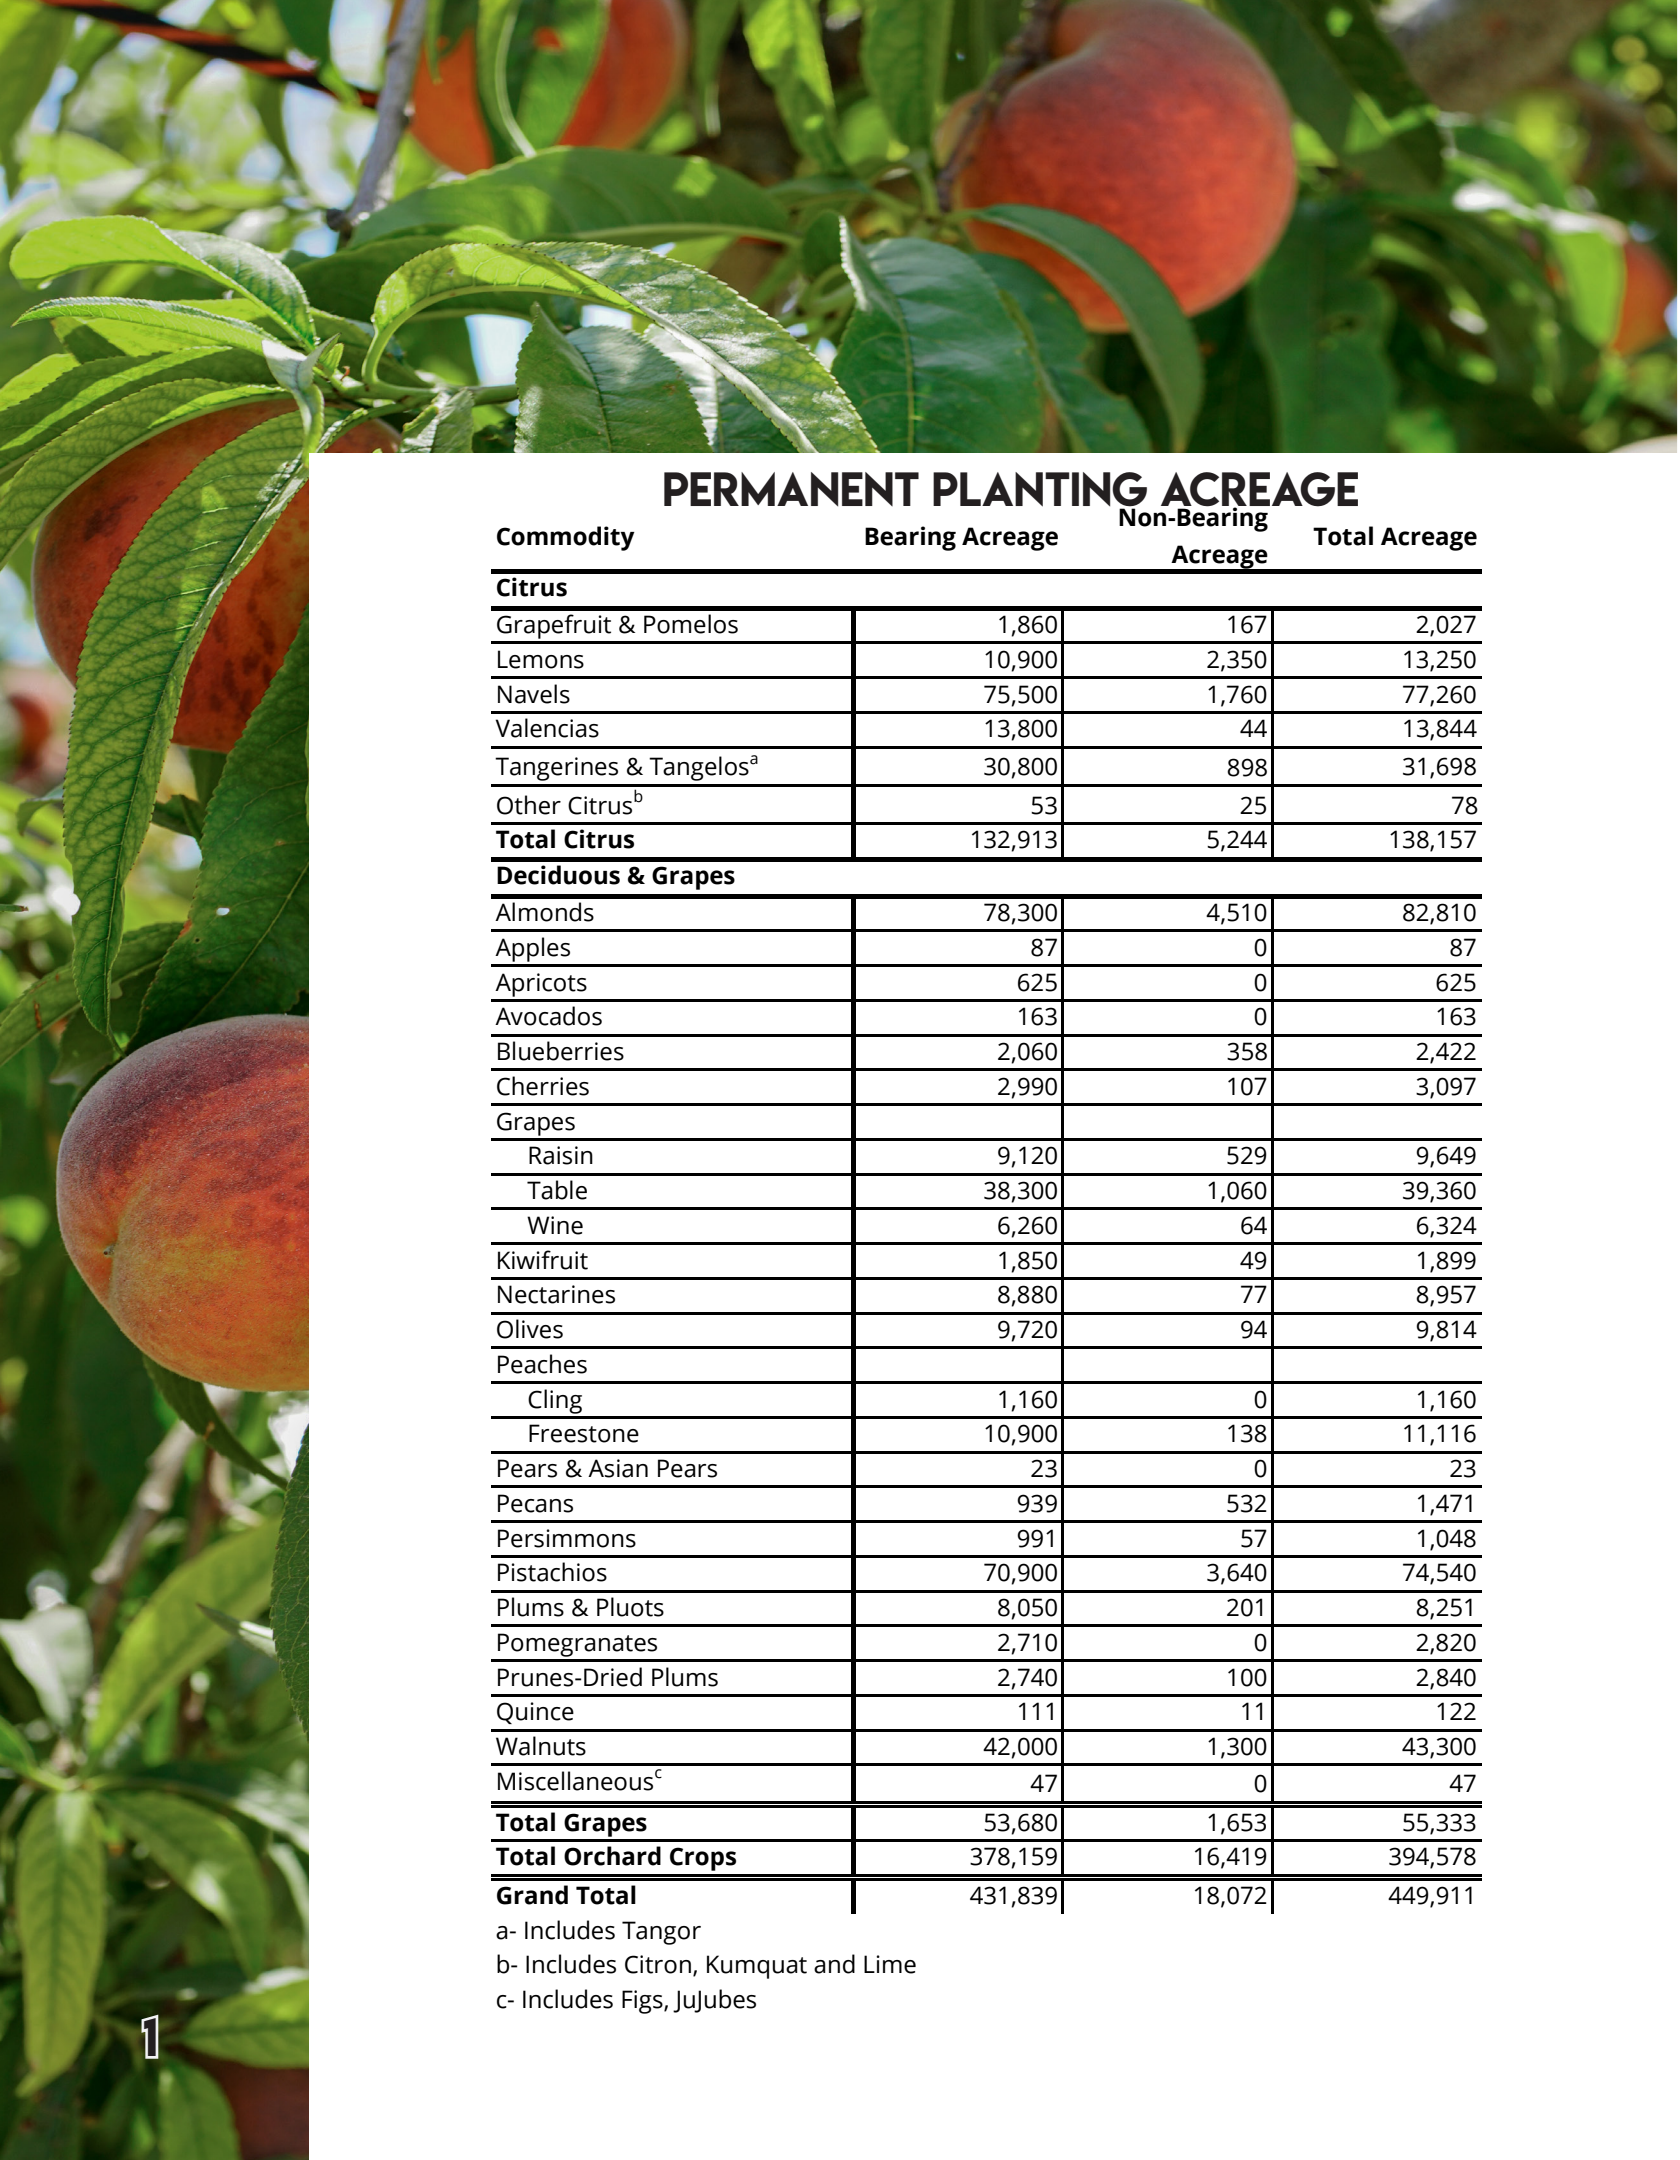 PERMANENT PLANTING ACREAGE
Commodity Bearing Acreage Non-Bearing Acreage Total Acreage
Citrus
Grapefruit & Pomelos 1,860 167 2,027
Lemons 10,900 2,350 13,250
Navels 75,500 1,760 77,260
Valencias 13,800 44 13,844
Tangerines & Tangelosa 30,800 898 31,698
Other Citrusb 53 25 78
Total Citrus 132,913 5,244 138,157
Deciduous & Grapes
Almonds 78,300 4,510 82,810
Apples 87 0 87
Apricots 625 0 625
Avocados 163 0 163
Blueberries 2,060 358 2,422
Cherries 2,990 107 3,097
Grapes
Raisin 9,120 529 9,649
Table 38,300 1,060 39,360
Wine 6,260 64 6,324
Kiwifruit 1,850 49 1,899
Nectarines 8,880 77 8,957
Olives 9,720 94 9,814
Peaches
Cling 1,160 0 1,160
Freestone 10,900 138 11,116
Pears & Asian Pears 23 0 23
Pecans 939 532 1,471
Persimmons 991 57 1,048
Pistachios 70,900 3,640 74,540
Plums & Pluots 8,050 201 8,251
Pomegranates 2,710 0 2,820
Prunes-Dried Plums 2,740 100 2,840
Quince 111 11 122
Walnuts 42,000 1,300 43,300
Miscellaneousc 47 0 47
Total Grapes 53,680 1,653 55,333
Total Orchard Crops 378,159 16,419 394,578
Grand Total 431,839 18,072 449,911
a- Includes Tangor
b- Includes Citron, Kumquat and Lime
c- Includes Figs, JuJubes
1